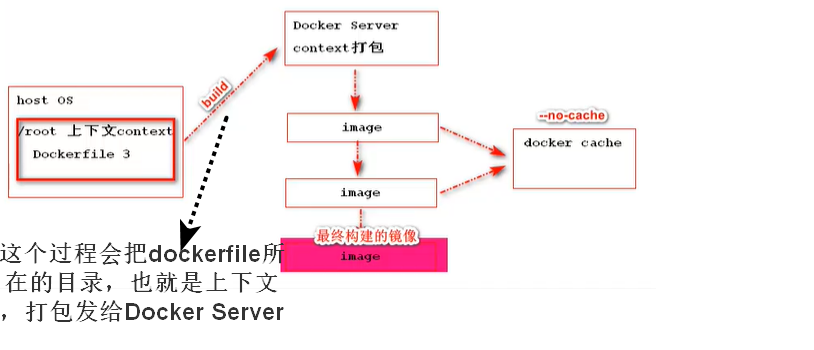 Docker Server
context打包
build
host OS
/root 上下文context
Dockerfile 3
image
--no-cache
docker cache
image
最终构建的镜像
image
这个过程会把dockerfile所
在的目录，也就是上下文
，打包发给Docker Server